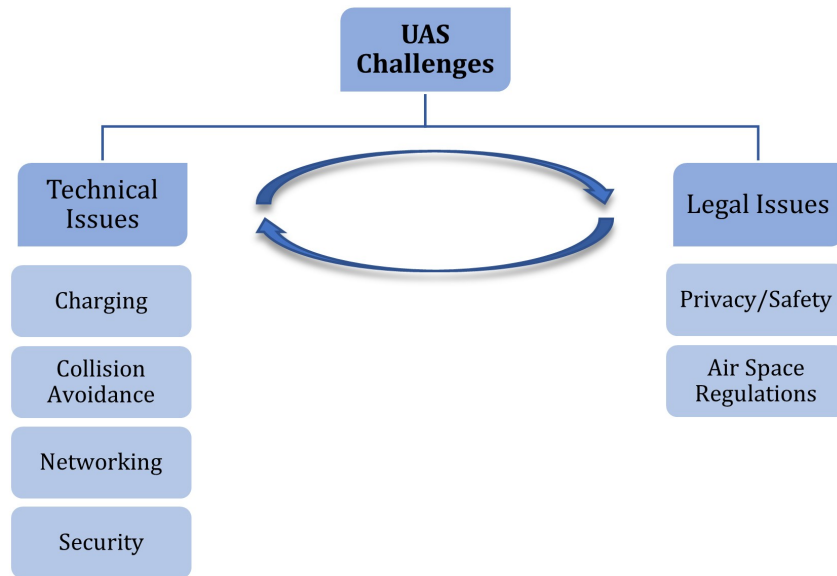 UAS
Challenges
Technical
Issues
Charging
Collision
Avoidance
Networking
Security
Legal Issues
Privacy/Safety
Air Space
Regulations